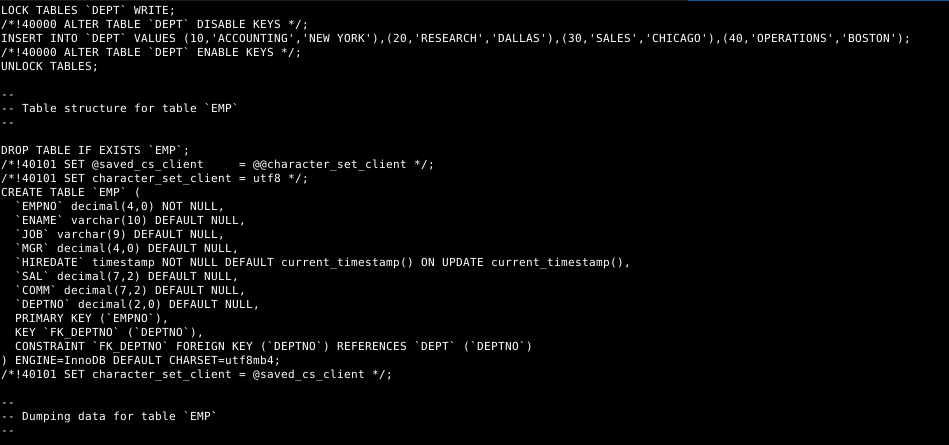 LOCK TABLES `DEPT` WRITE;
/*!40000 ALTER TABLE `DEPT` DISABLE KEYS */;
INSERT INTO `DEPT` VALUES (10,'ACCOUNTING','NEW YORK'),(20,'RESEARCH','DALLAS'),(30,'SALES','CHICAGO'),(40,'OPERATIONS','BOSTON');
/*!40000 ALTER TABLE `DEPT` ENABLE KEYS */;
UNLOCK TABLES;

--
-- Table structure for table `EMP`
--

DROP TABLE IF EXISTS `EMP`;
/*!40101 SET @saved_cs_client     = @@character_set_client */;
/*!40101 SET character_set_client = utf8 */;
CREATE TABLE `EMP` (
  `EMPNO` decimal(4,0) NOT NULL,
  `ENAME` varchar(10) DEFAULT NULL,
  `JOB` varchar(9) DEFAULT NULL,
  `MGR` decimal(4,0) DEFAULT NULL,
  `HIREDATE` timestamp NOT NULL DEFAULT current_timestamp() ON UPDATE current_timestamp(),
  `SAL` decimal(7,2) DEFAULT NULL,
  `COMM` decimal(7,2) DEFAULT NULL,
  `DEPTNO` decimal(2,0) DEFAULT NULL,
  PRIMARY KEY (`EMPNO`),
  KEY `FK_DEPTNO` (`DEPTNO`),
  CONSTRAINT `FK_DEPTNO` FOREIGN KEY (`DEPTNO`) REFERENCES `DEPT` (`DEPTNO`)
) ENGINE=InnoDB DEFAULT CHARSET=utf8mb4;
/*!40101 SET character_set_client = @saved_cs_client */;

--
-- Dumping data for table `EMP`
--